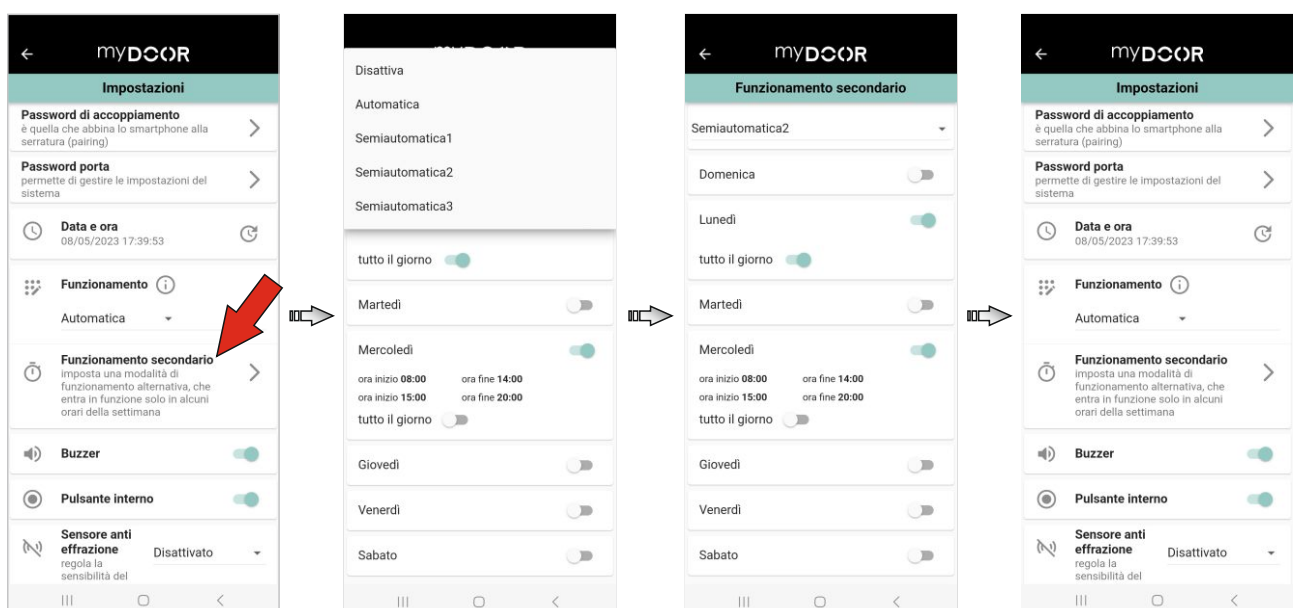 myDOOR
Impostazioni
Password di accoppiamento
è quella che abbina lo smartphone alla
serratura (pairing)
Password porta
permette di gestire le impostazioni del
sistema
Data e ora
08/05/2023 17:39:53
Funzionamento
Automatica
Funzionamento secondario
imposta una modalità di
funzionamento alternativa, che
entra in funzione solo in alcuni
orari della settimana
Buzzer
Pulsante interno
Sensore anti
effrazione
Disattivato
regola la
sensibilità del
Disattiva
Automatica
Semiautomatica1
Semiautomatica2
Semiautomatica3
tutto il giorno
Martedì
Mercoledì
ora inizio 08:00 ora fine 14:00
ora inizio 15:00 ora fine 20:00
tutto il giorno
Giovedì
Venerdì
Sabato
myDOOR
Funzionamento secondario
Semiautomatica2
Domenica
Lunedì
tutto il giorno
Martedì
Mercoledì
ora inizio 08:00 ora fine 14:00
ora inizio 15:00 ora fine 20:00
tutto il giorno
Giovedì
Venerdì
Sabato
myDOOR
Impostazioni
Password di accoppiamento
è quella che abbina lo smartphone alla
serratura (pairing)
Password porta
permette di gestire le impostazioni del
sistema
Data e ora
08/05/2023 17:39:53
Funzionamento
Automatica
Funzionamento secondario
imposta una modalità di
funzionamento alternativa, che
entra in funzione solo in alcuni
orari della settimana
Buzzer
Pulsante interno
Sensore anti
effrazione
Disattivato
regola la
sensibilità del